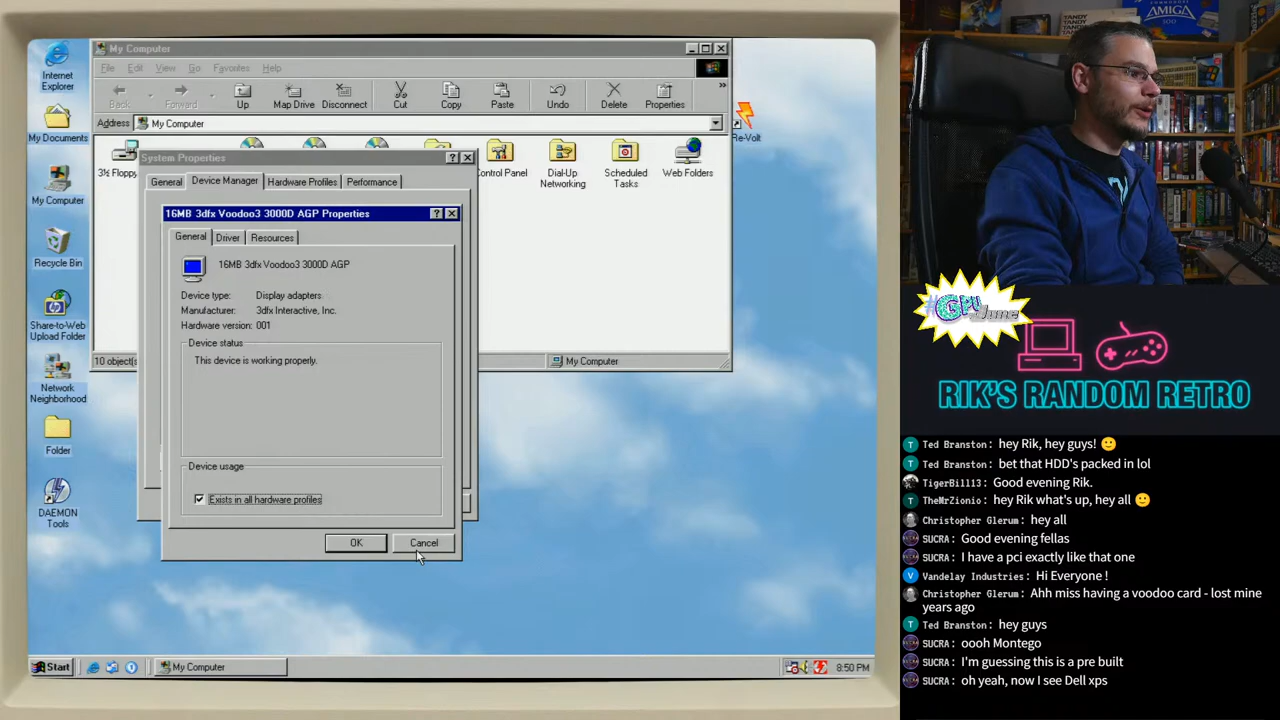 My Computer
File Edit View Go Favorites Help
Back Forward Up Map Drive Disconnect Cut Copy Paste Undo Delete Properties »
Address My Computer
3½ Floppy
Control Panel
Dial-Up
Networking
Scheduled
Tasks
Web Folders
10 object(s
My Computer
Internet
Explorer
My Documents
My Computer
Recycle Bin
Share-to-Web
Upload Folder
Network
Neighborhood
Folder
DAEMON
Tools
Re-Volt
System Properties
General Device Manager Hardware Profiles Performance
16MB 3dfx Voodoo3 3000D AGP Properties
General Driver Resources
16MB 3dfx Voodoo3 3000D AGP
Device type: Display adapters
Manufacturer: 3dfx Interactive, Inc.
Hardware version: 001
Device status
This device is working properly.
Device usage
Exists in all hardware profiles
OK Cancel
Start My Computer 8:50 PM
AMIGA
TANDY
#GPUJune
RIK'S RANDOM RETRO
Ted Branston: hey Rik, hey guys! 🙂
Ted Branston: bet that HDD's packed in lol
TigerBill13: Good evening Rik.
TheMrZionio: hey Rik what's up, hey all 🙂
Christopher Glerum: hey all
SUCRA: Good evening fellas
SUCRA: I have a pci exactly like that one
Vandelay Industries: Hi Everyone !
Christopher Glerum: Ahh miss having a voodoo card - lost mine
years ago
Ted Branston: hey guys
SUCRA: oooh Montego
SUCRA: I'm guessing this is a pre built
SUCRA: oh yeah, now I see Dell xps